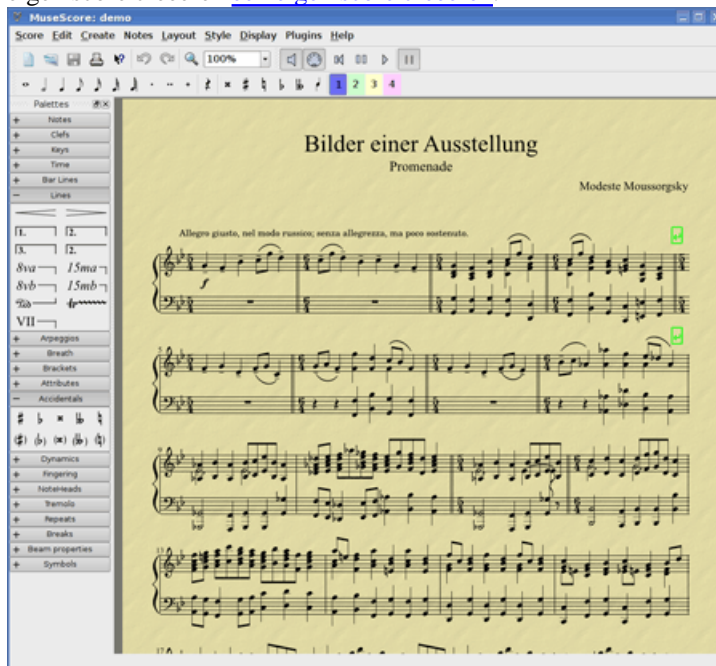 MuseScore: demo
Score Edit Create Notes Layout Style Display Plugins Help
100%
1 2 3 4
Palettes
Notes
Clefs
Keys
Time
Bar Lines
Lines
1. 2.
3. 2.
8va 15ma
8vb 15mb
VII
Arpeggios
Breath
Brackets
Attributes
Accidentals
Dynamics
Fingering
NoteHeads
Tremolo
Repeats
Breaks
Beam properties
Symbols
Bilder einer Ausstellung
Promenade
Modeste Moussorgsky
Allegro giusto, nel modo russico; senza allegrezza, ma poco sostenuto.
f
5
9
13
17